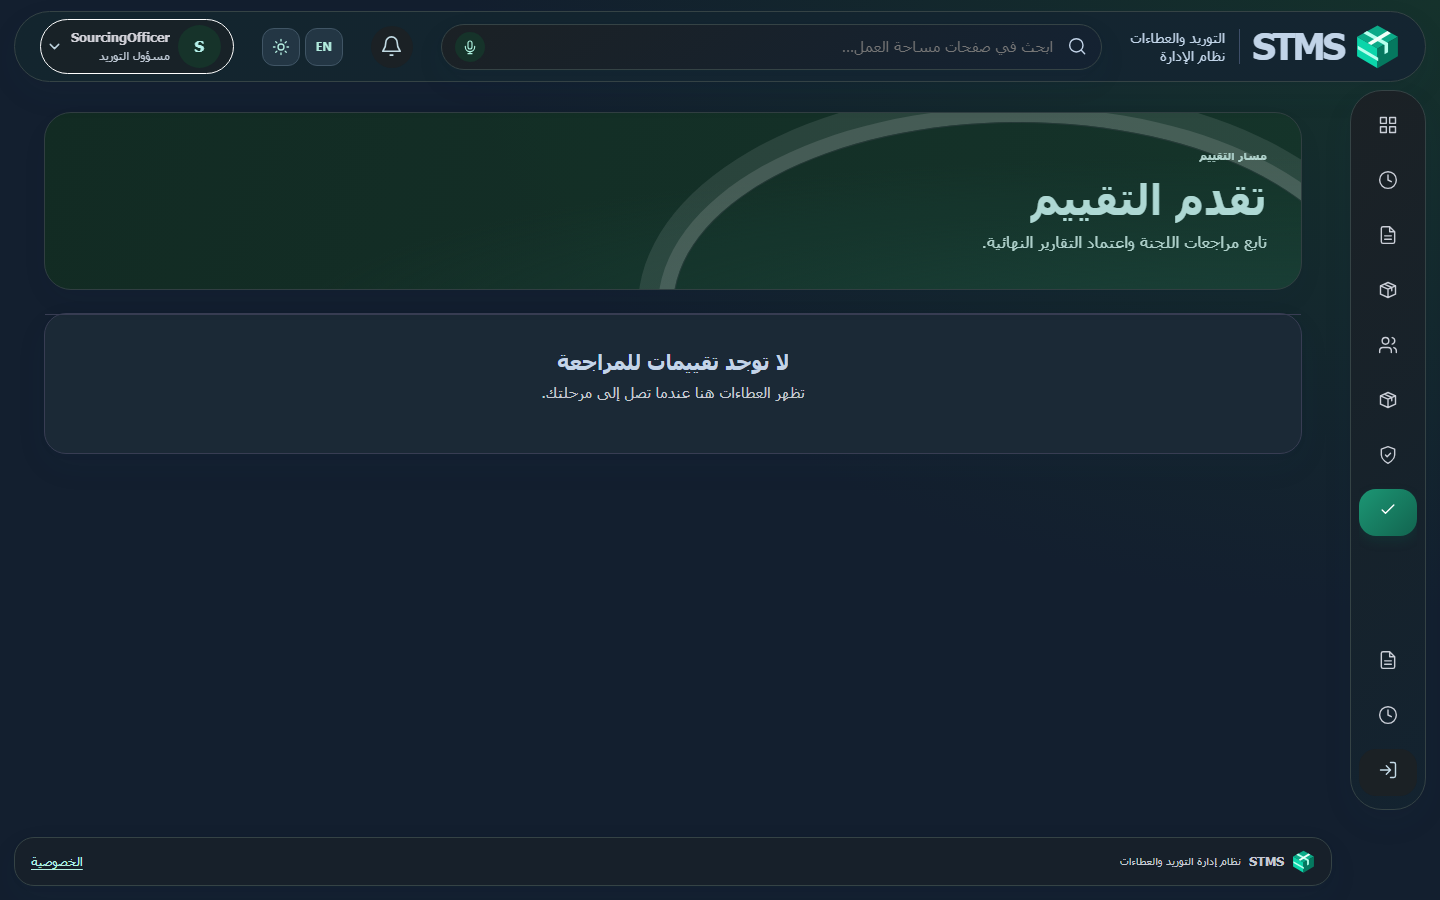 STMS
التوريد والعطاءات
نظام الإدارة
ابحث في صفحات مساحة العمل...
EN
S
SourcingOfficer
مسؤول التوريد
مسار التقييم
تقدم التقييم
تابع مراجعات اللجنة واعتماد التقارير النهائية.
لا توجد تقييمات للمراجعة
تظهر العطاءات هنا عندما تصل إلى مرحلتك.
STMS نظام إدارة التوريد والعطاءات
الخصوصية